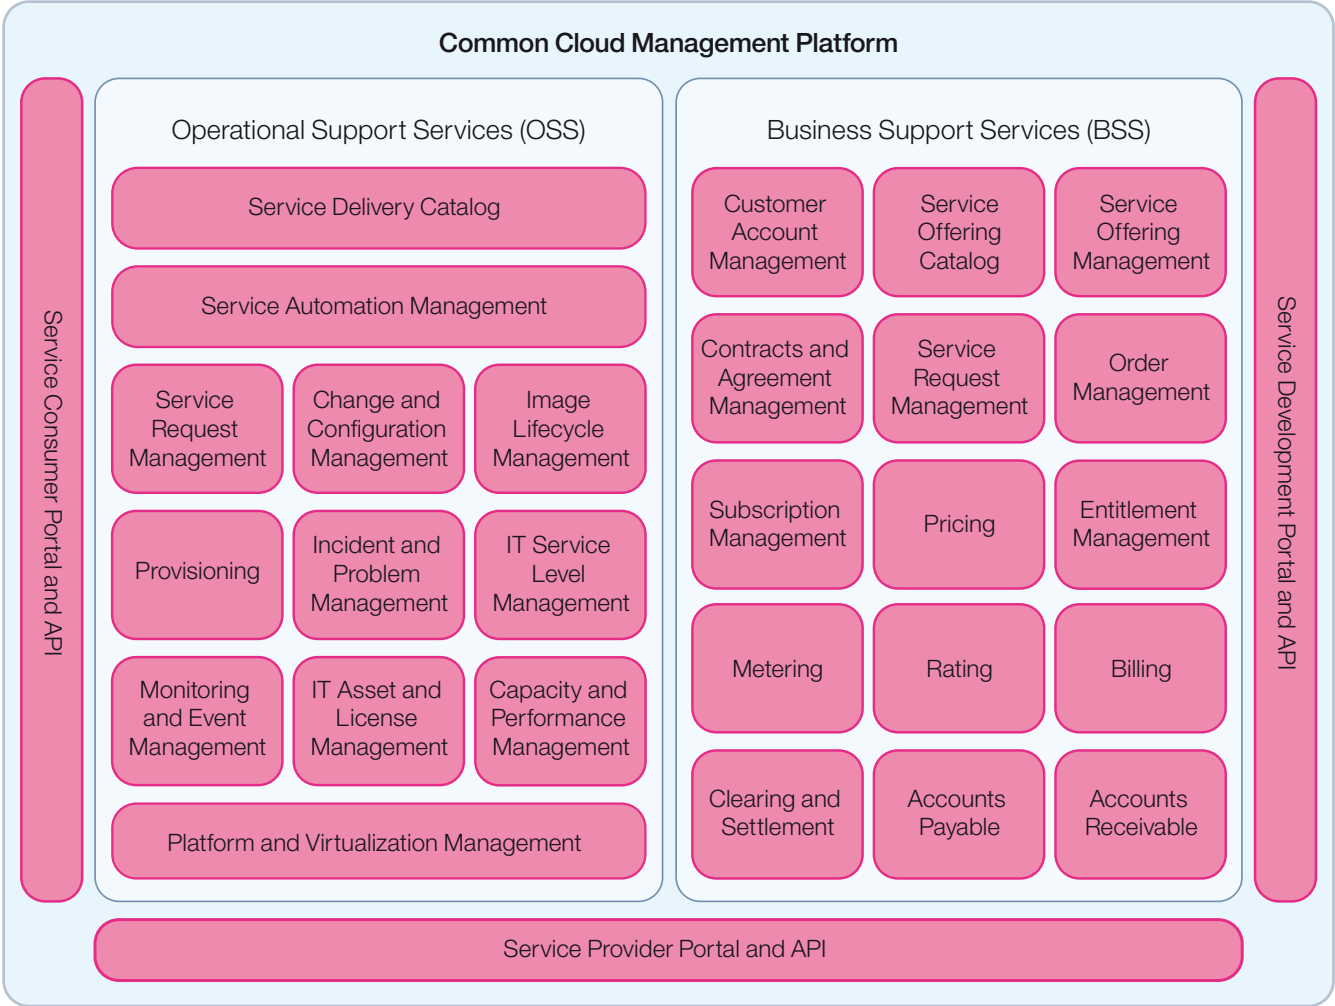 Common Cloud Management Platform
Service Consumer Portal and API
Operational Support Services (OSS)
Service Delivery Catalog
Service Automation Management
Service
Request
Management
Change and
Configuration
Management
Image
Lifecycle
Management
Provisioning
Incident and
Problem
Management
IT Service
Level
Management
Monitoring
and Event
Management
IT Asset and
License
Management
Capacity and
Performance
Management
Platform and Virtualization Management
Business Support Services (BSS)
Customer
Account
Management
Service
Offering
Catalog
Service
Offering
Management
Contracts and
Agreement
Management
Service
Request
Management
Order
Management
Subscription
Management
Pricing
Entitlement
Management
Metering
Rating
Billing
Clearing and
Settlement
Accounts
Payable
Accounts
Receivable
Service Development Portal and API
Service Provider Portal and API